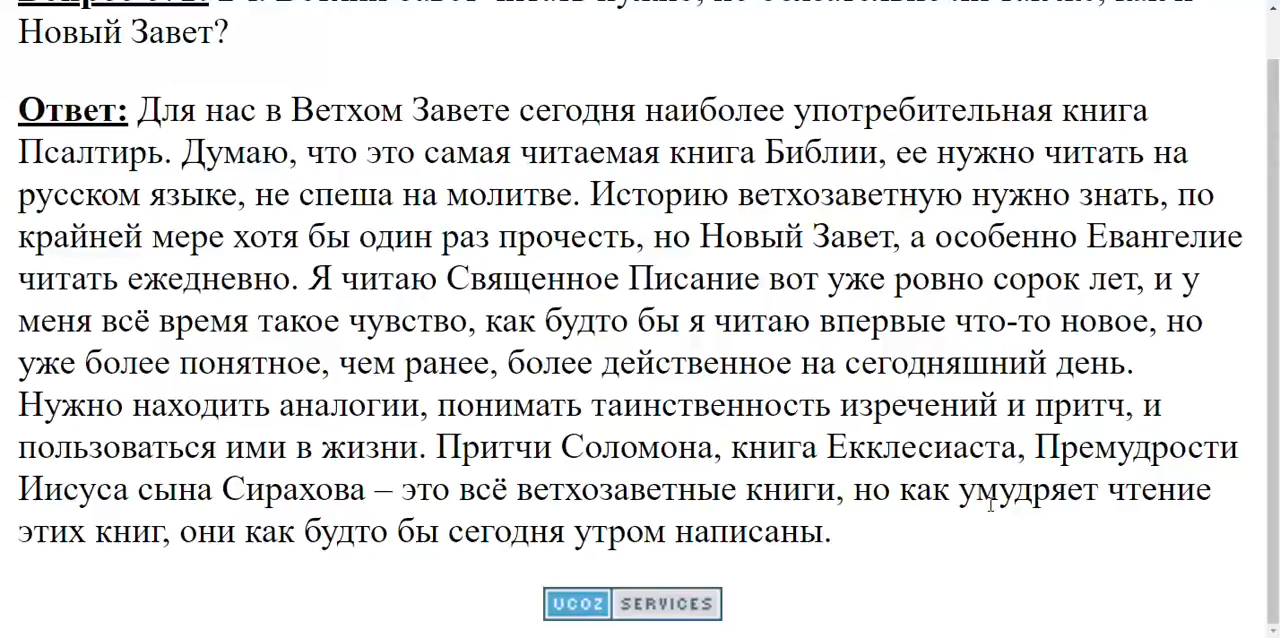 Новый Завет?
Ответ: Для нас в Ветхом Завете сегодня наиболее употребительная книга
Псалтирь. Думаю, что это самая читаемая книга Библии, ее нужно читать на
русском языке, не спеша на молитве. Историю ветхозаветную нужно знать, по
крайней мере хотя бы один раз прочесть, но Новый Завет, а особенно Евангелие
читать ежедневно. Я читаю Священное Писание вот уже ровно сорок лет, и у
меня всё время такое чувство, как будто бы я читаю впервые что-то новое, но
уже более понятное, чем ранее, более действенное на сегодняшний день.
Нужно находить аналогии, понимать таинственность изречений и притч, и
пользоваться ими в жизни. Притчи Соломона, книга Екклесиаста, Премудрости
Иисуса сына Сирахова – это всё ветхозаветные книги, но как умудряет чтение
этих книг, они как будто бы сегодня утром написаны.
UCOZ SERVICES